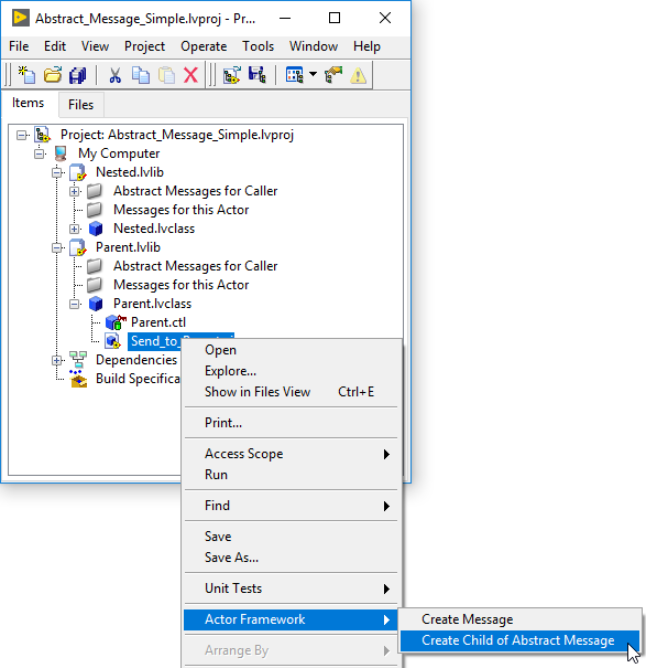 Abstract_Message_Simple.lvproj - Pr...
File Edit View Project Operate Tools Window Help
Items Files
Project: Abstract_Message_Simple.lvproj
My Computer
Nested.lvlib
Abstract Messages for Caller
Messages for this Actor
Nested.lvclass
Parent.lvlib
Abstract Messages for Caller
Messages for this Actor
Parent.lvclass
Parent.ctl
Send_to_
Dependencies
Build Specifica
Open
Explore...
Show in Files View Ctrl+E
Print...
Access Scope
Run
Find
Save
Save As...
Unit Tests
Actor Framework
Create Message
Create Child of Abstract Message
Arrange By